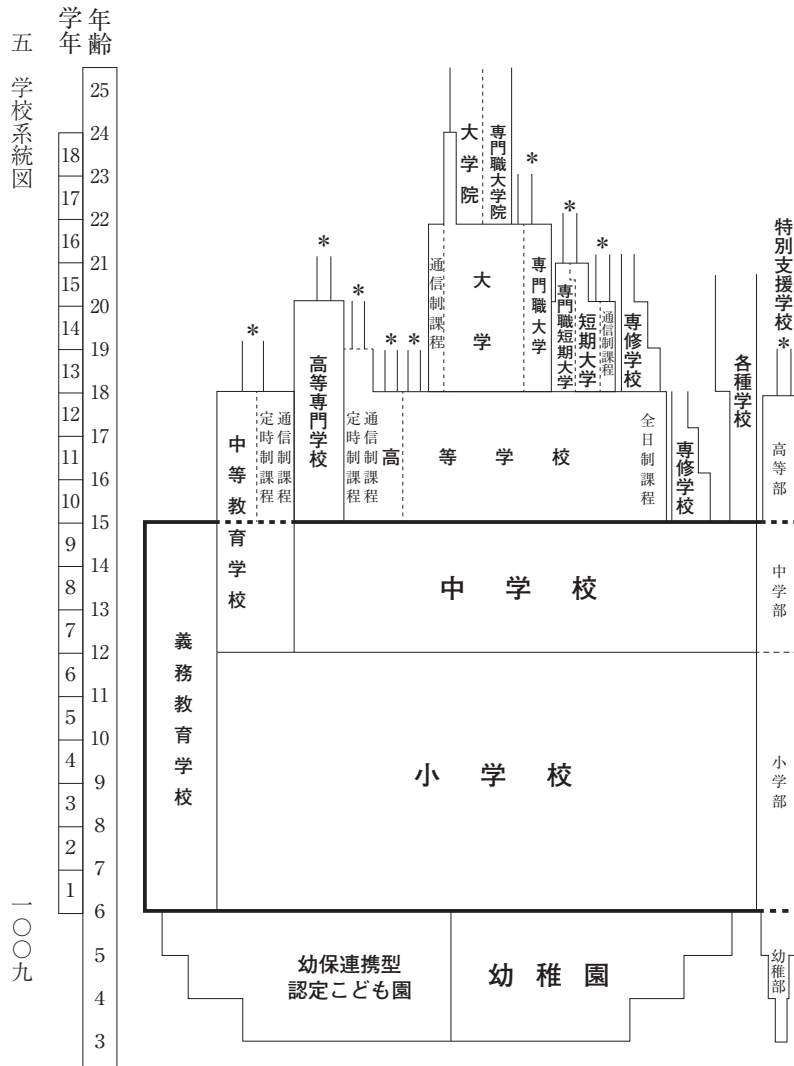 五　学校系統図
一〇〇九
学年
年齢
18
17
16
15
14
13
12
11
10
9
8
7
6
5
4
3
2
1
25
24
23
22
21
20
19
18
17
16
15
14
13
12
11
10
9
8
7
6
5
4
3
大学院
専門職大学院
*
*
*
*
*
*
*
*
*
通信制課程
大学
専門職大学
専門職短期大学
短期大学
通信制課程
専修学校
各種学校
特別支援学校
高等専門学校
中等教育学校
定時制課程
通信制課程
定時制課程
通信制課程
高等学校
全日制課程
専修学校
高等部
中学校
中学部
義務教育学校
小学校
小学部
幼保連携型
認定こども園
幼稚園
幼稚部